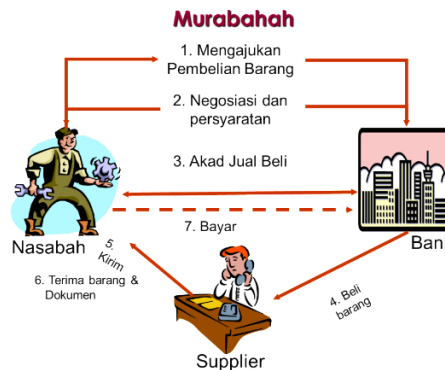 Murabahah
1. Mengajukan
Pembelian Barang
2. Negosiasi dan
persyaratan
3. Akad Jual Beli
7. Bayar
Nasabah
Ban
5.
Kirim
6. Terima barang &
Dokumen
4. Beli
barang
Supplier